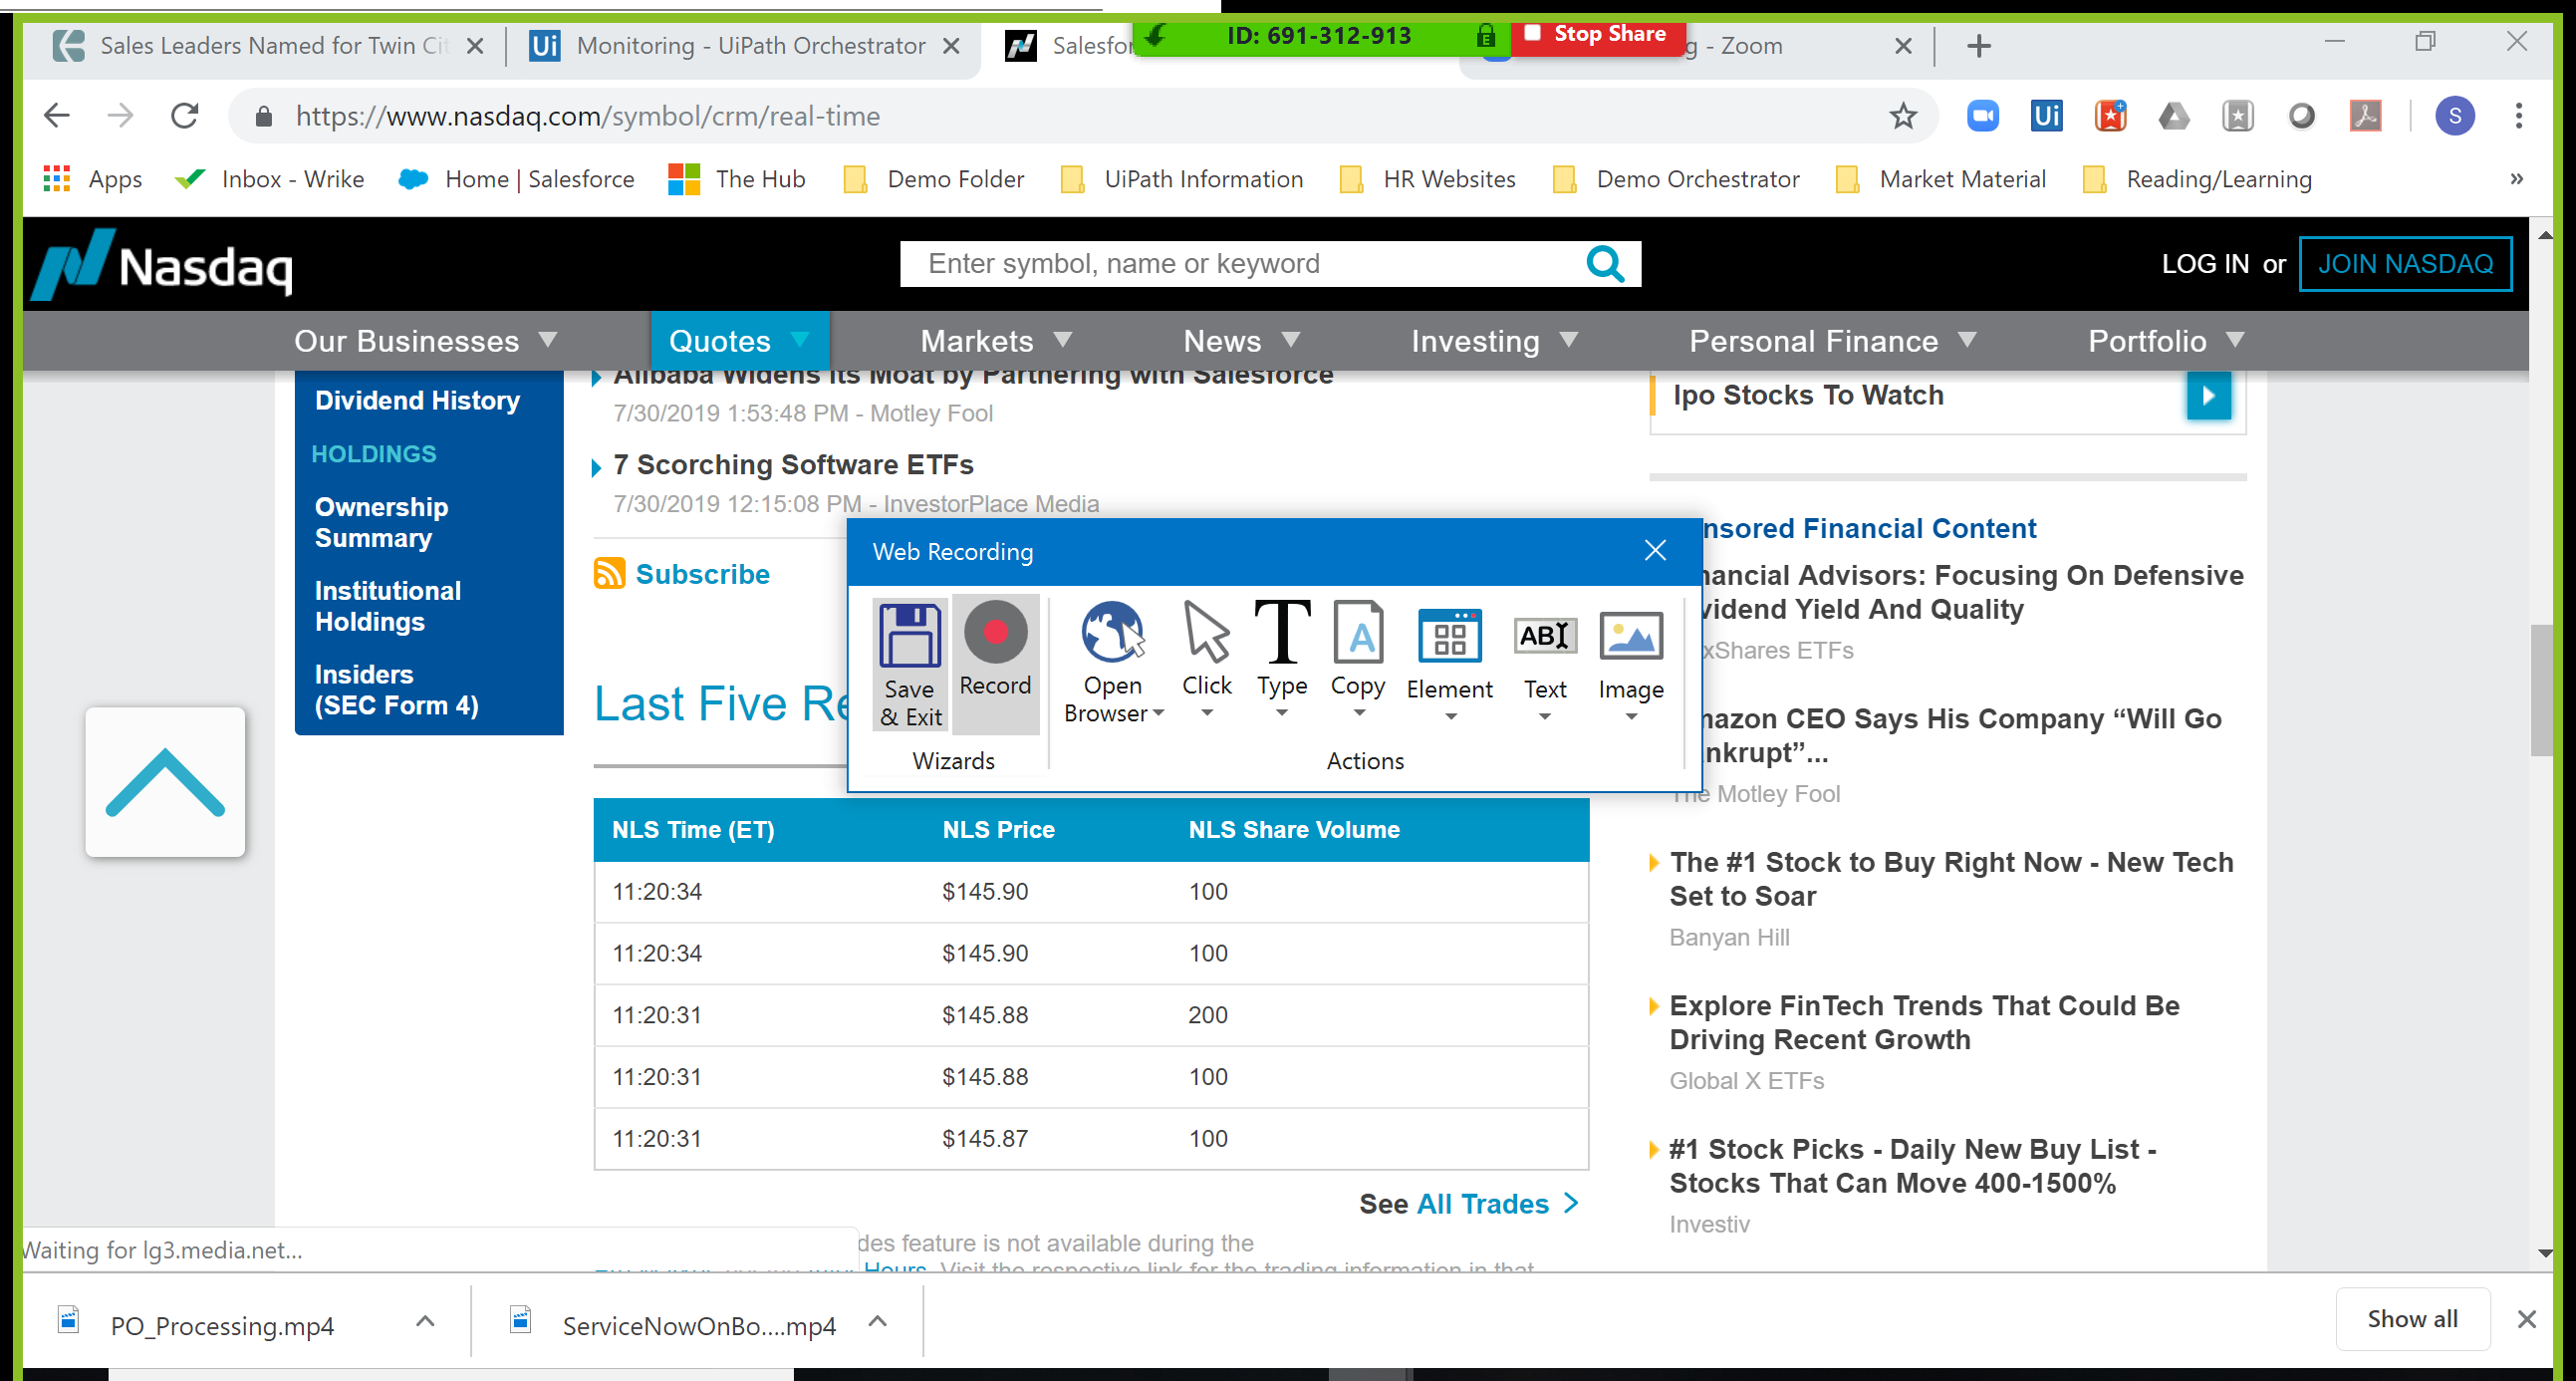 Sales Leaders Named for Twin Cit
Monitoring - UiPath Orchestrator
Salesfor
ID: 691-312-913
Stop Share
g - Zoom
https://www.nasdaq.com/symbol/crm/real-time
Apps
Inbox - Wrike
Home | Salesforce
The Hub
Demo Folder
UiPath Information
HR Websites
Demo Orchestrator
Market Material
Reading/Learning
»
Nasdaq
Enter symbol, name or keyword
LOG IN or
JOIN NASDAQ
Our Businesses
Quotes
Markets
News
Investing
Personal Finance
Portfolio
Dividend History
HOLDINGS
Ownership
Summary
Institutional
Holdings
Insiders
(SEC Form 4)
Alibaba Widens Its Moat by Partnering with Salesforce
7/30/2019 1:53:48 PM - Motley Fool
7 Scorching Software ETFs
7/30/2019 12:15:08 PM - InvestorPlace Media
Subscribe
Last Five Re
Web Recording
Save
& Exit
Record
Wizards
Open
Browser
Click
Type
Copy
Element
Text
Image
Actions
NLS Time (ET) NLS Price NLS Share Volume
11:20:34 $145.90 100
11:20:34 $145.90 100
11:20:31 $145.88 200
11:20:31 $145.88 100
11:20:31 $145.87 100
See All Trades >
des feature is not available during the
Hours. Visit the respective link for the trading information in that
Ipo Stocks To Watch
nsored Financial Content
nancial Advisors: Focusing On Defensive
vidend Yield And Quality
xShares ETFs
mazon CEO Says His Company “Will Go
nkrupt”...
The Motley Fool
The #1 Stock to Buy Right Now - New Tech
Set to Soar
Banyan Hill
Explore FinTech Trends That Could Be
Driving Recent Growth
Global X ETFs
#1 Stock Picks - Daily New Buy List -
Stocks That Can Move 400-1500%
Investiv
Waiting for lg3.media.net...
PO_Processing.mp4
ServiceNowOnBo....mp4
Show all